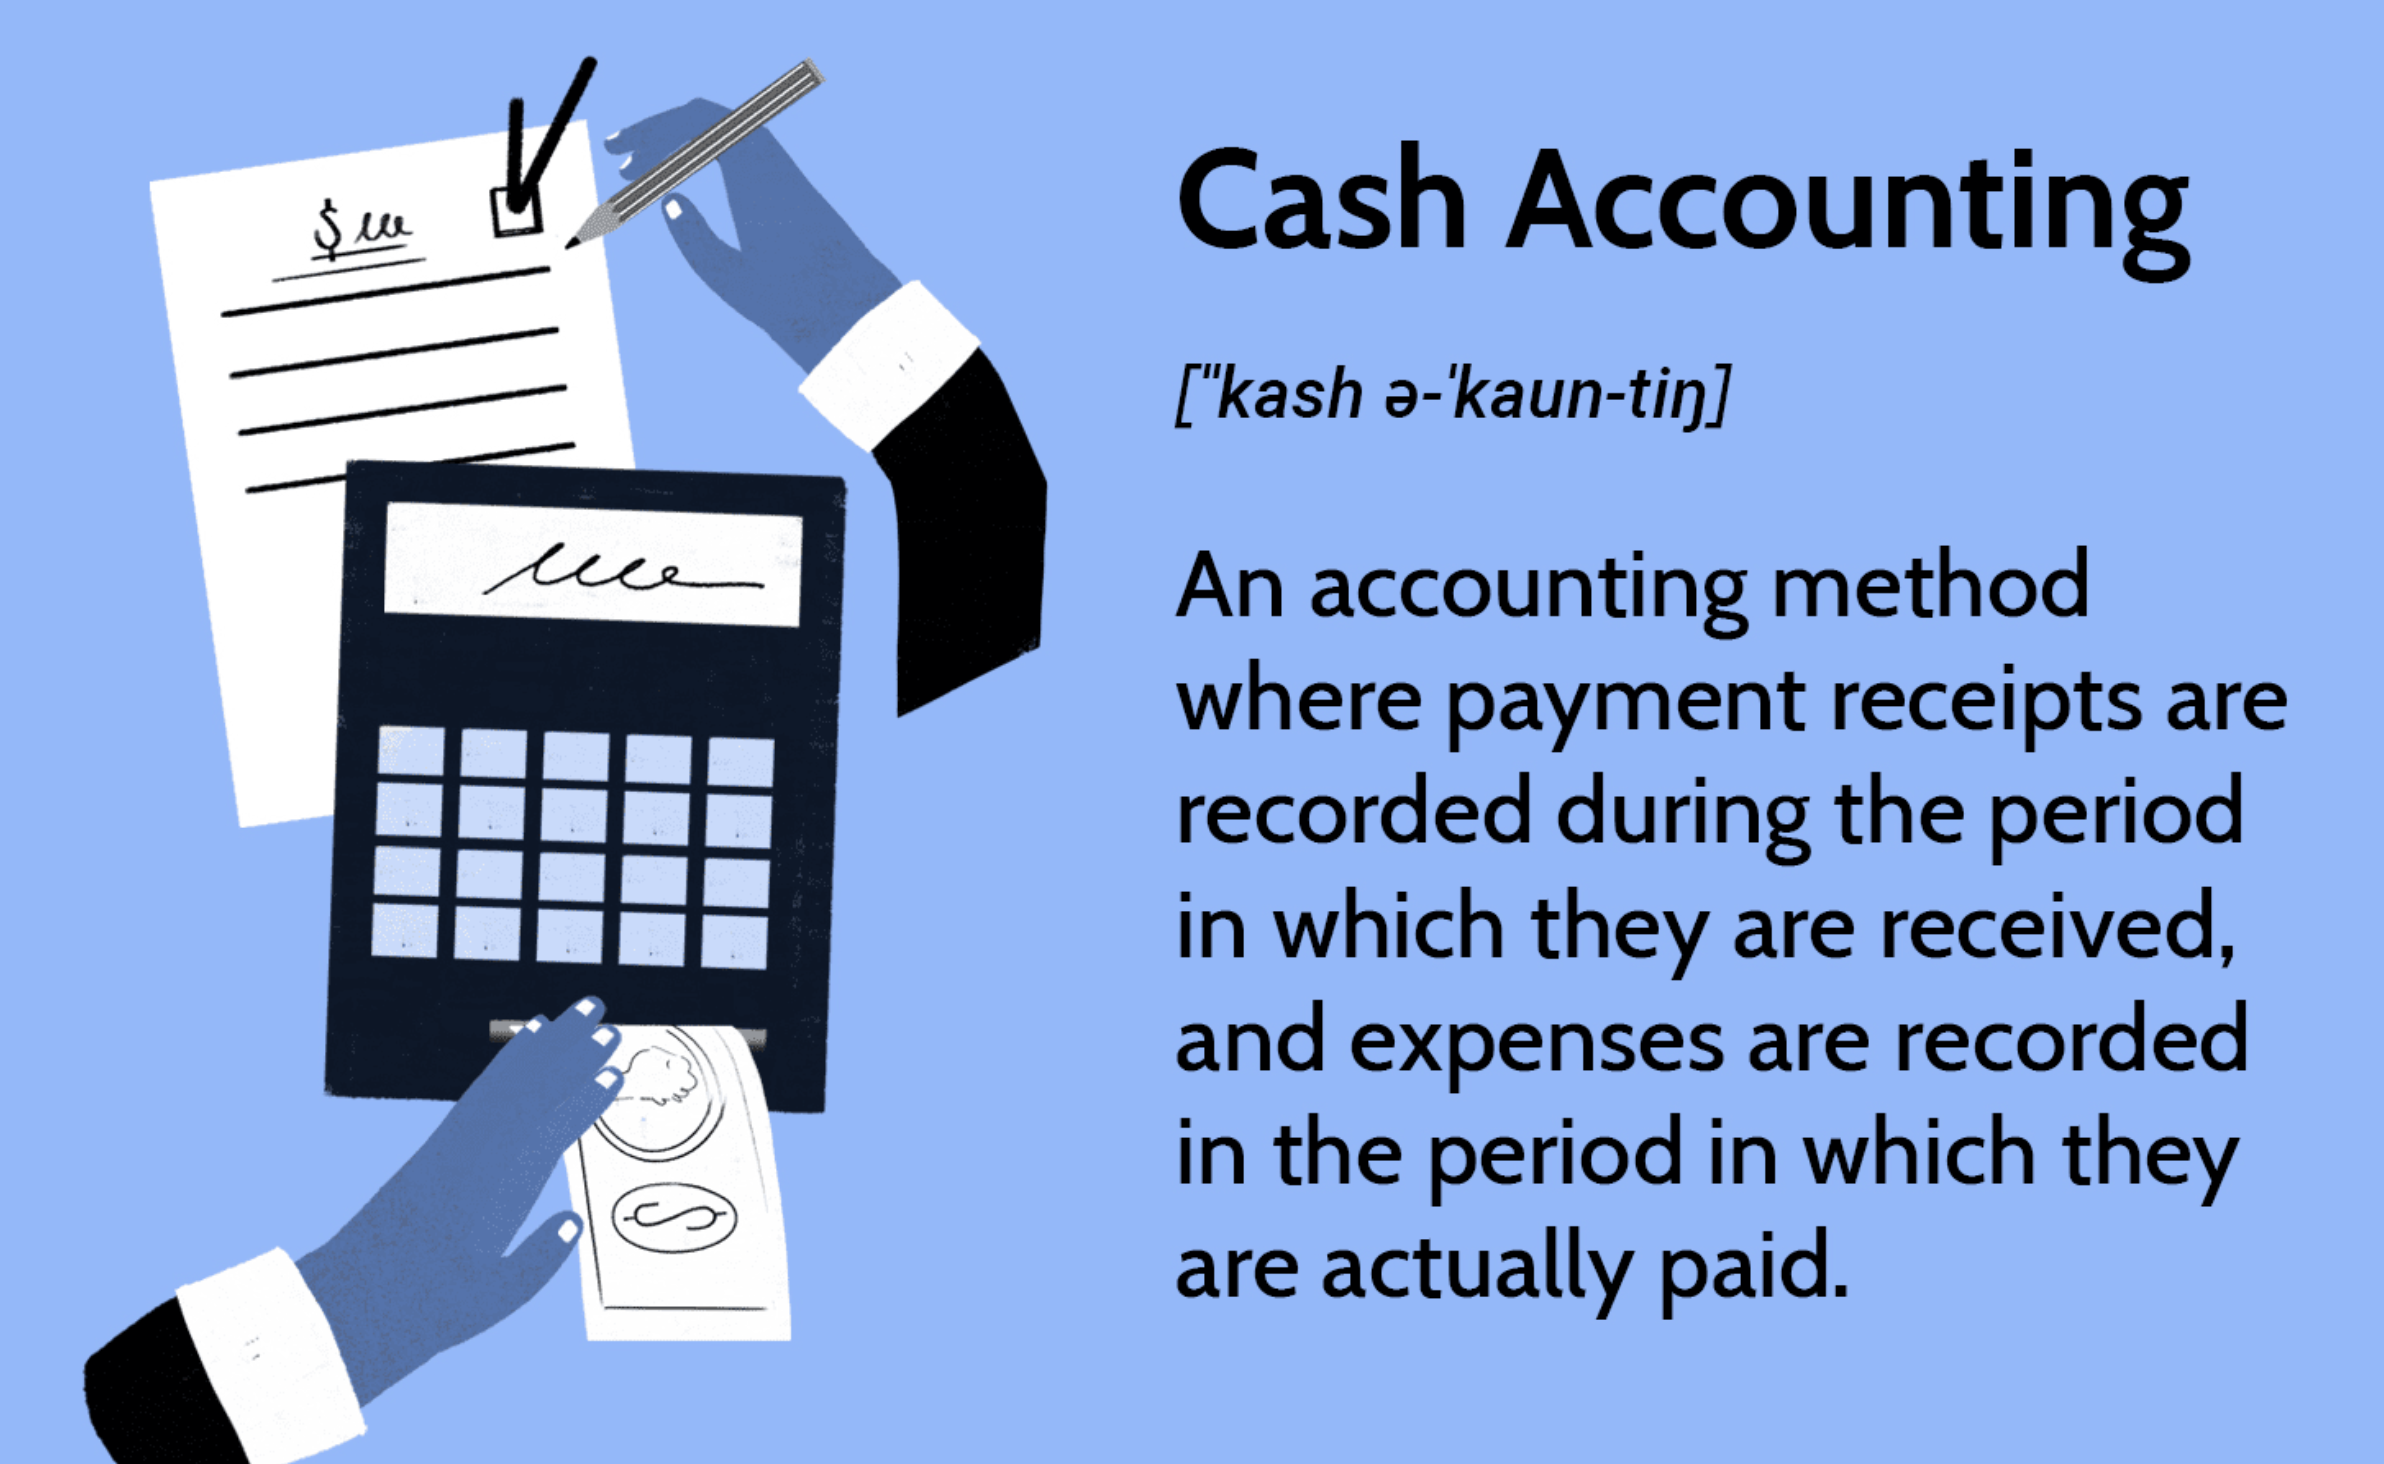 Cash Accounting
["kash ə-'kaun-tiŋ]
An accounting method
where payment receipts are
recorded during the period
in which they are received,
and expenses are recorded
in the period in which they
are actually paid.
$
$